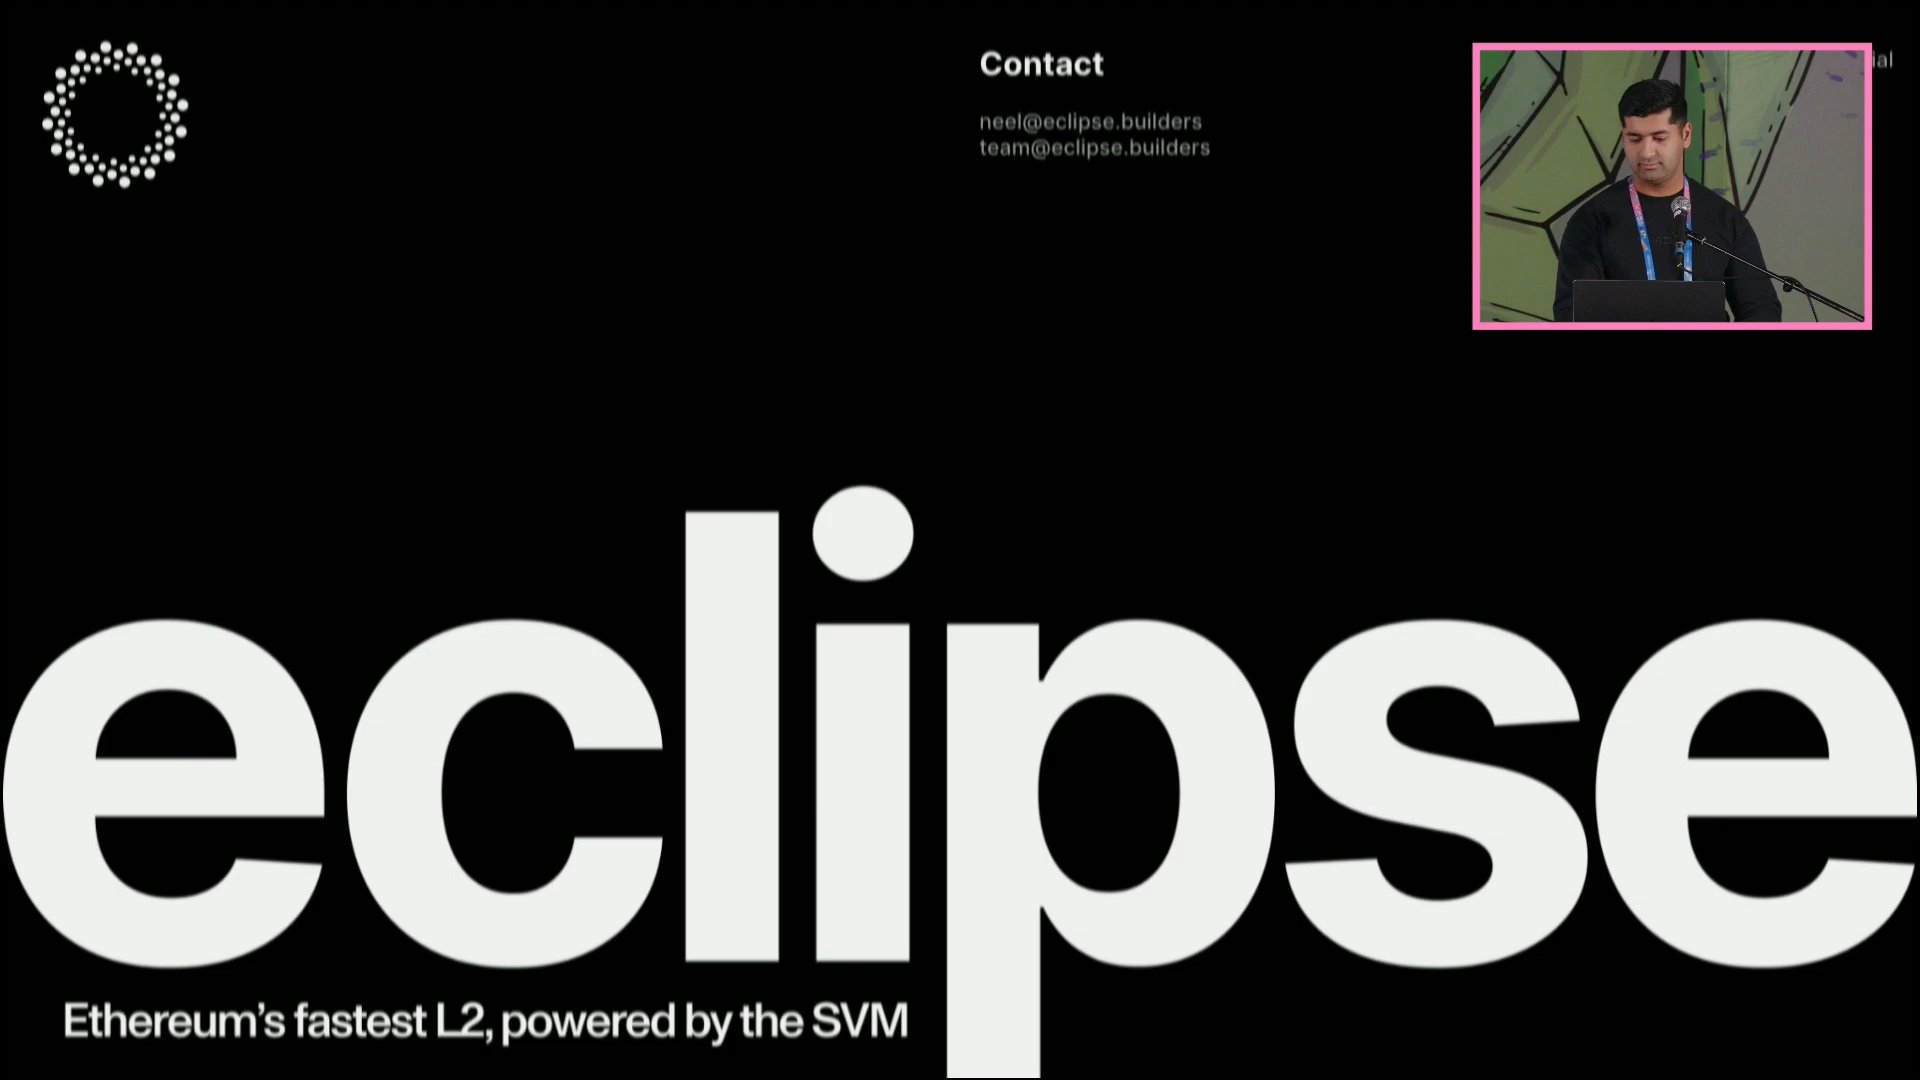 Contact
neel@eclipse.builders
team@eclipse.builders
eclipse
Ethereum's fastest L2, powered by the SVM